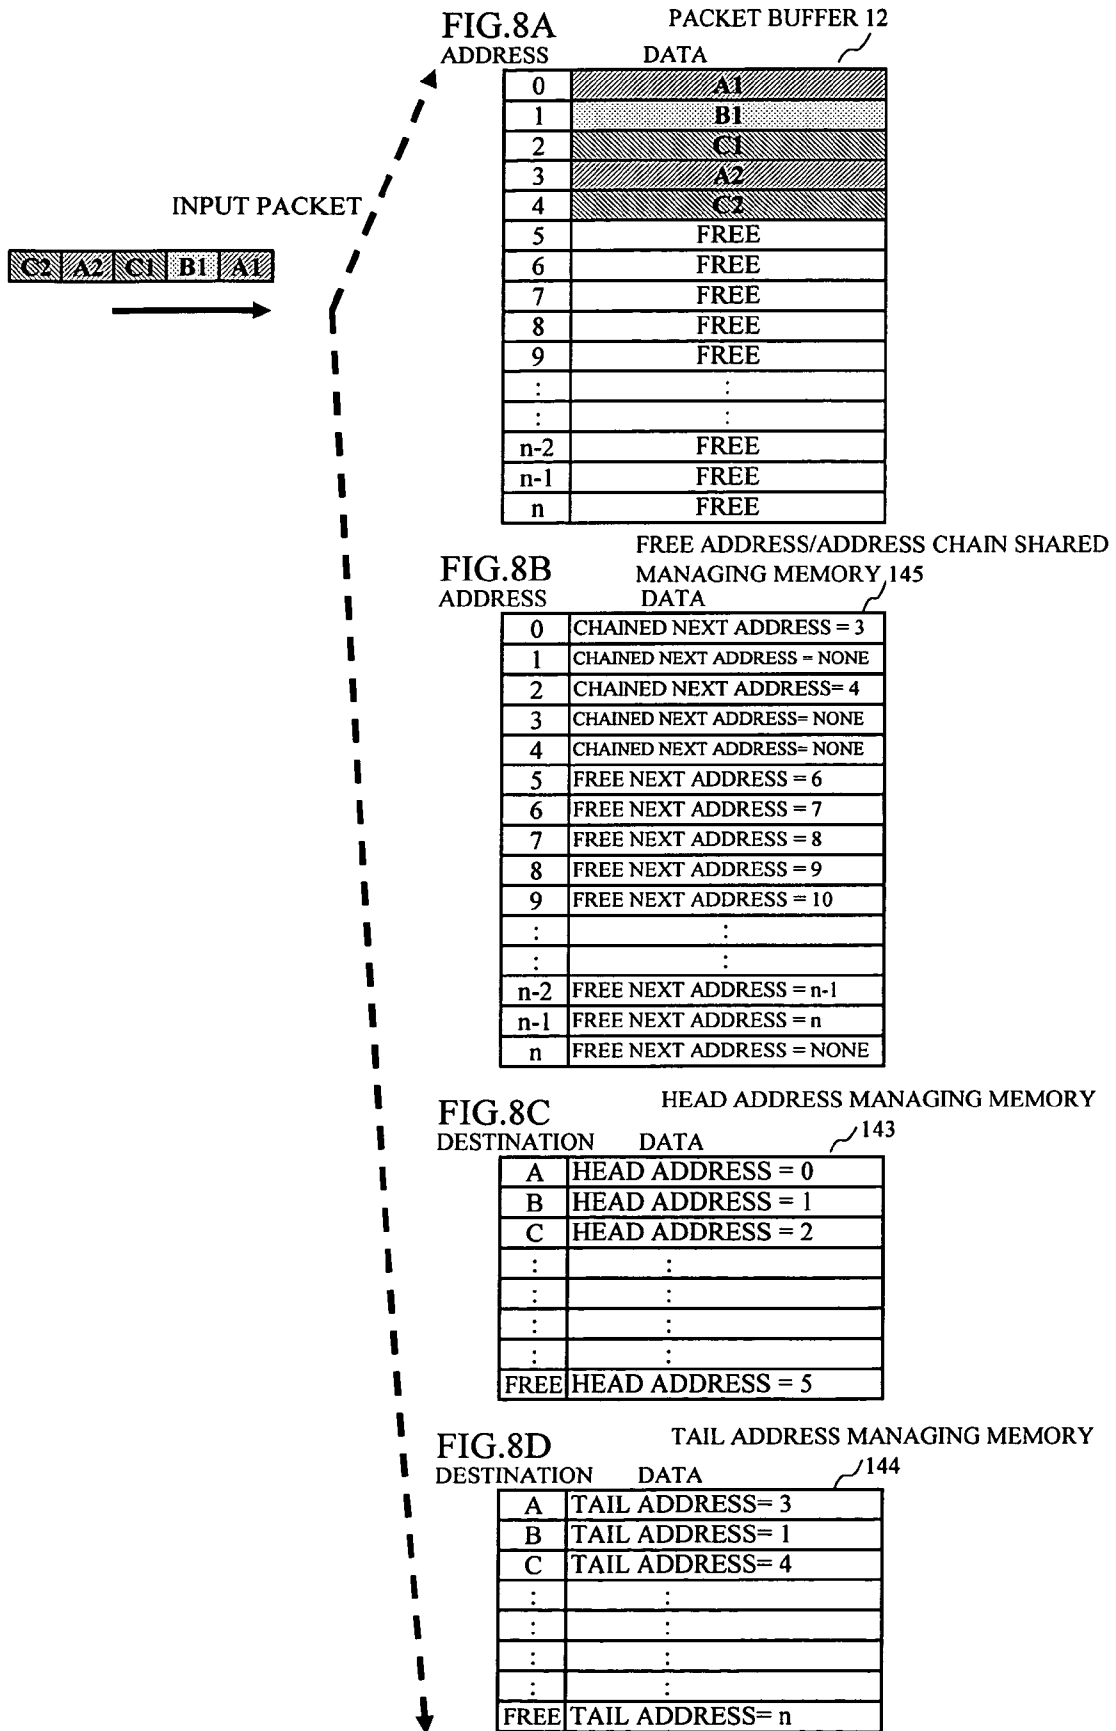 FIG.8A
PACKET BUFFER 12
ADDRESS DATA
0 A1
1 B1
2 C1
3 A2
4 C2
5 FREE
6 FREE
7 FREE
8 FREE
9 FREE
: :
: :
n-2 FREE
n-1 FREE
n FREE
INPUT PACKET
C2 A2 C1 B1 A1
FIG.8B
FREE ADDRESS/ADDRESS CHAIN SHARED
MANAGING MEMORY 145
ADDRESS DATA
0 CHAINED NEXT ADDRESS = 3
1 CHAINED NEXT ADDRESS = NONE
2 CHAINED NEXT ADDRESS= 4
3 CHAINED NEXT ADDRESS= NONE
4 CHAINED NEXT ADDRESS= NONE
5 FREE NEXT ADDRESS = 6
6 FREE NEXT ADDRESS = 7
7 FREE NEXT ADDRESS = 8
8 FREE NEXT ADDRESS = 9
9 FREE NEXT ADDRESS = 10
: :
: :
n-2 FREE NEXT ADDRESS = n-1
n-1 FREE NEXT ADDRESS = n
n FREE NEXT ADDRESS = NONE
FIG.8C
HEAD ADDRESS MANAGING MEMORY
143
DESTINATION DATA
A HEAD ADDRESS = 0
B HEAD ADDRESS = 1
C HEAD ADDRESS = 2
: :
: :
: :
: :
FREE HEAD ADDRESS = 5
FIG.8D
TAIL ADDRESS MANAGING MEMORY
144
DESTINATION DATA
A TAIL ADDRESS= 3
B TAIL ADDRESS= 1
C TAIL ADDRESS= 4
: :
: :
: :
: :
FREE TAIL ADDRESS= n